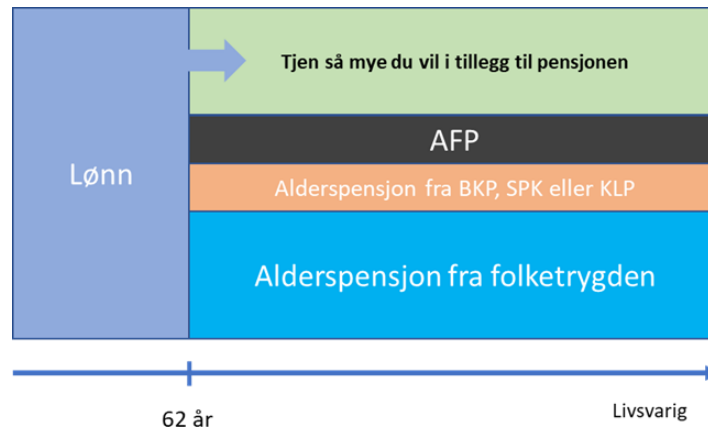 Tjen så mye du vil i tillegg til pensjonen
AFP
Lønn
Alderspensjon fra BKP, SPK eller KLP
Alderspensjon fra folketrygden
62 år
Livsvarig